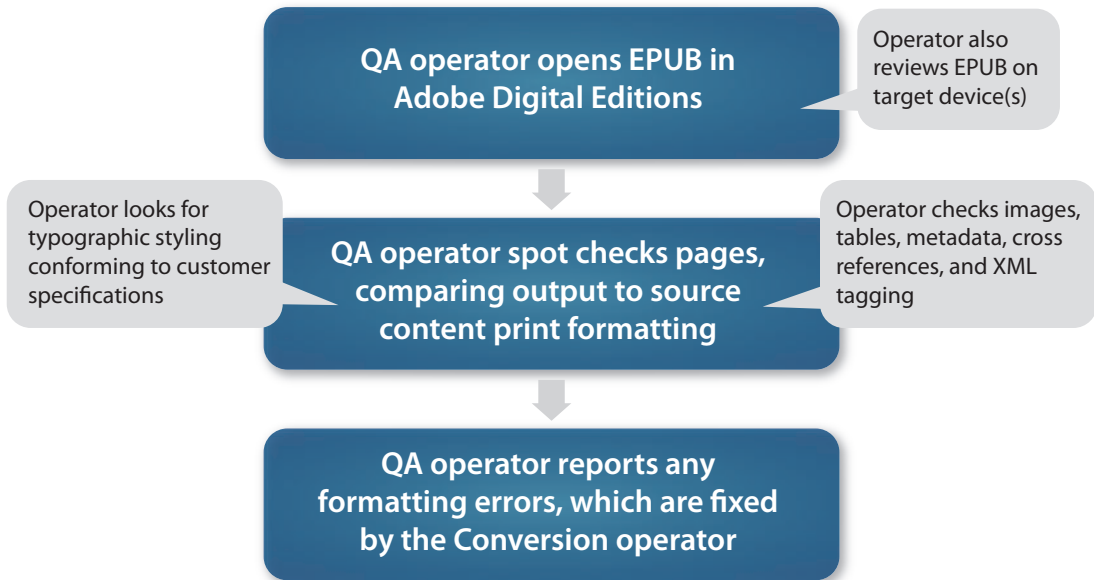 QA operator opens EPUB in
Adobe Digital Editions
Operator also
reviews EPUB on
target device(s)
Operator looks for
typographic styling
conforming to customer
specifications
QA operator spot checks pages,
comparing output to source
content print formatting
Operator checks images,
tables, metadata, cross
references, and XML
tagging
QA operator reports any
formatting errors, which are fixed
by the Conversion operator